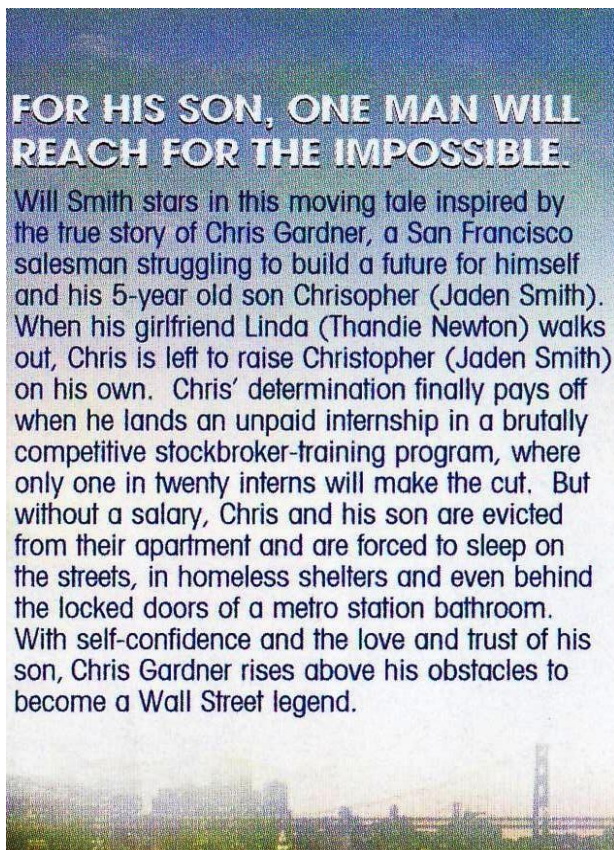 FOR HIS SON, ONE MAN WILL
REACH FOR THE IMPOSSIBLE.
Will Smith stars in this moving tale inspired by
the true story of Chris Gardner, a San Francisco
salesman struggling to build a future for himself
and his 5-year old son Chrisopher (Jaden Smith).
When his girlfriend Linda (Thandie Newton) walks
out, Chris is left to raise Christopher (Jaden Smith)
on his own. Chris' determination finally pays off
when he lands an unpaid internship in a brutally
competitive stockbroker-training program, where
only one in twenty interns will make the cut. But
without a salary, Chris and his son are evicted
from their apartment and are forced to sleep on
the streets, in homeless shelters and even behind
the locked doors of a metro station bathroom.
With self-confidence and the love and trust of his
son, Chris Gardner rises above his obstacles to
become a Wall Street legend.